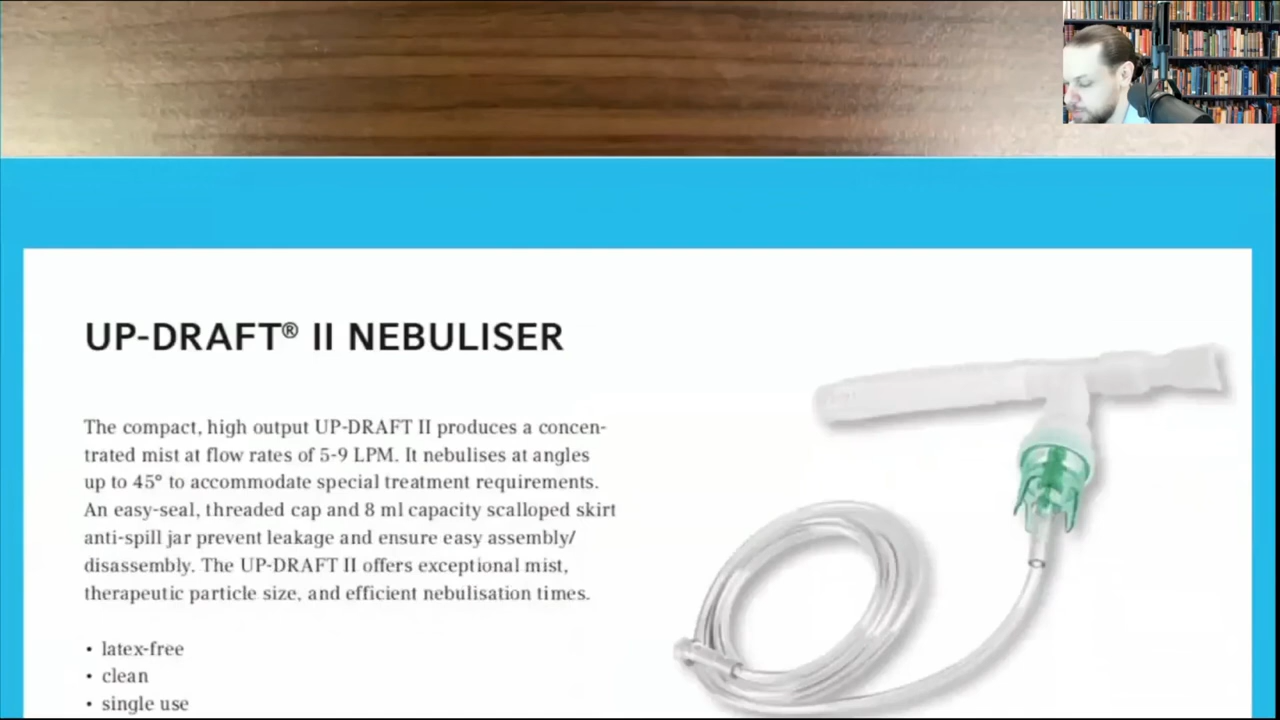 UP-DRAFT® II NEBULISER
The compact, high output UP-DRAFT II produces a concen-
trated mist at flow rates of 5-9 LPM. It nebulises at angles
up to 45° to accommodate special treatment requirements.
An easy-seal, threaded cap and 8 ml capacity scalloped skirt
anti-spill jar prevent leakage and ensure easy assembly/
disassembly. The UP-DRAFT II offers exceptional mist,
therapeutic particle size, and efficient nebulisation times.
• latex-free
• clean
• single use